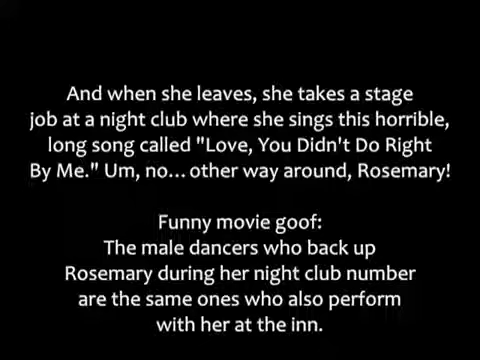 And when she leaves, she takes a stage
job at a night club where she sings this horrible,
long song called "Love, You Didn't Do Right
By Me." Um, no... other way around, Rosemary!
Funny movie goof:
The male dancers who back up
Rosemary during her night club number
are the same ones who also perform
with her at the inn.